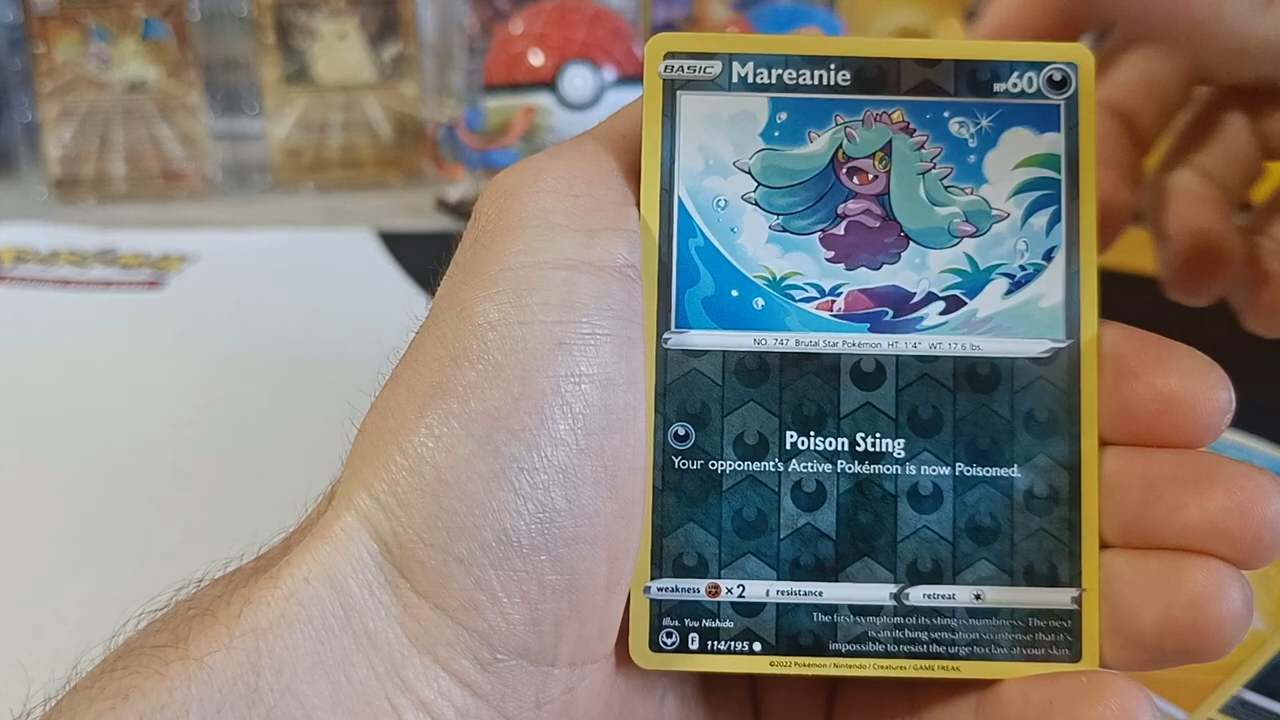 BASIC Mareanie HP 60
NO. 747 Brutal Star Pokémon HT: 1'4" WT: 17.6 lbs.
Poison Sting
Your opponent's Active Pokémon is now Poisoned.
weakness ×2 resistance retreat
Illus. Yuu Nishida
The first symptom of its sting is numbness. The next
is an itching sensation so intense that it's
impossible to resist the urge to claw at your skin.
F 114/195
©2022 Pokémon / Nintendo / Creatures / GAME FREAK